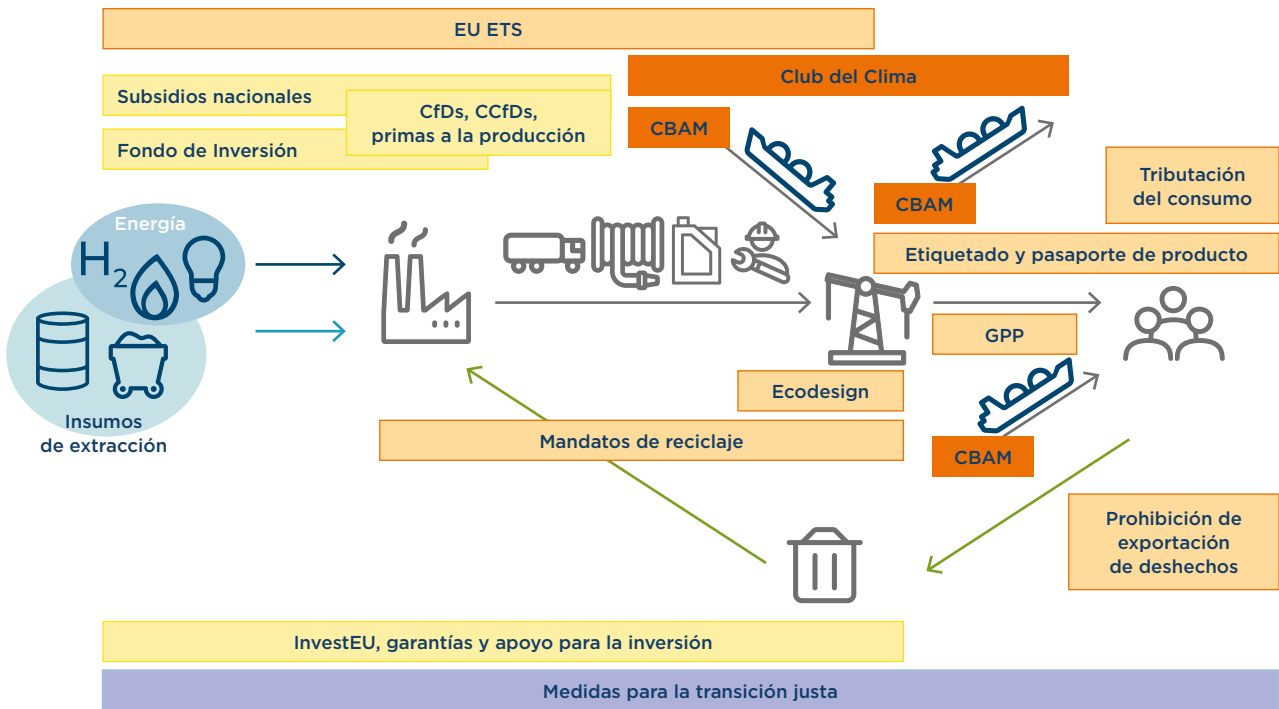 EU ETS
Club del Clima
Subsidios nacionales
CfDs, CCfDs,
primas a la producción
Fondo de Inversión
CBAM
CBAM
Tributación
del consumo
Etiquetado y pasaporte de producto
Energía
H2
Insumos
de extracción
GPP
Ecodesign
Mandatos de reciclaje
CBAM
Prohibición de
exportación
de deshechos
InvestEU, garantías y apoyo para la inversión
Medidas para la transición justa